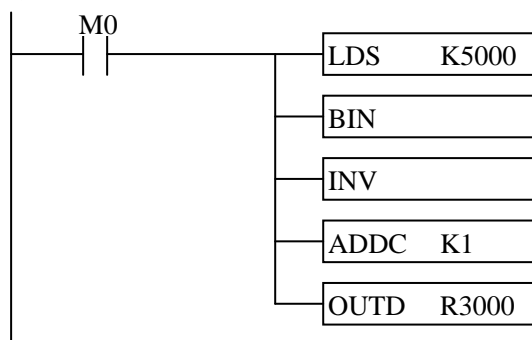 M0
LDS K5000
BIN
INV
ADDC K1
OUTD R3000